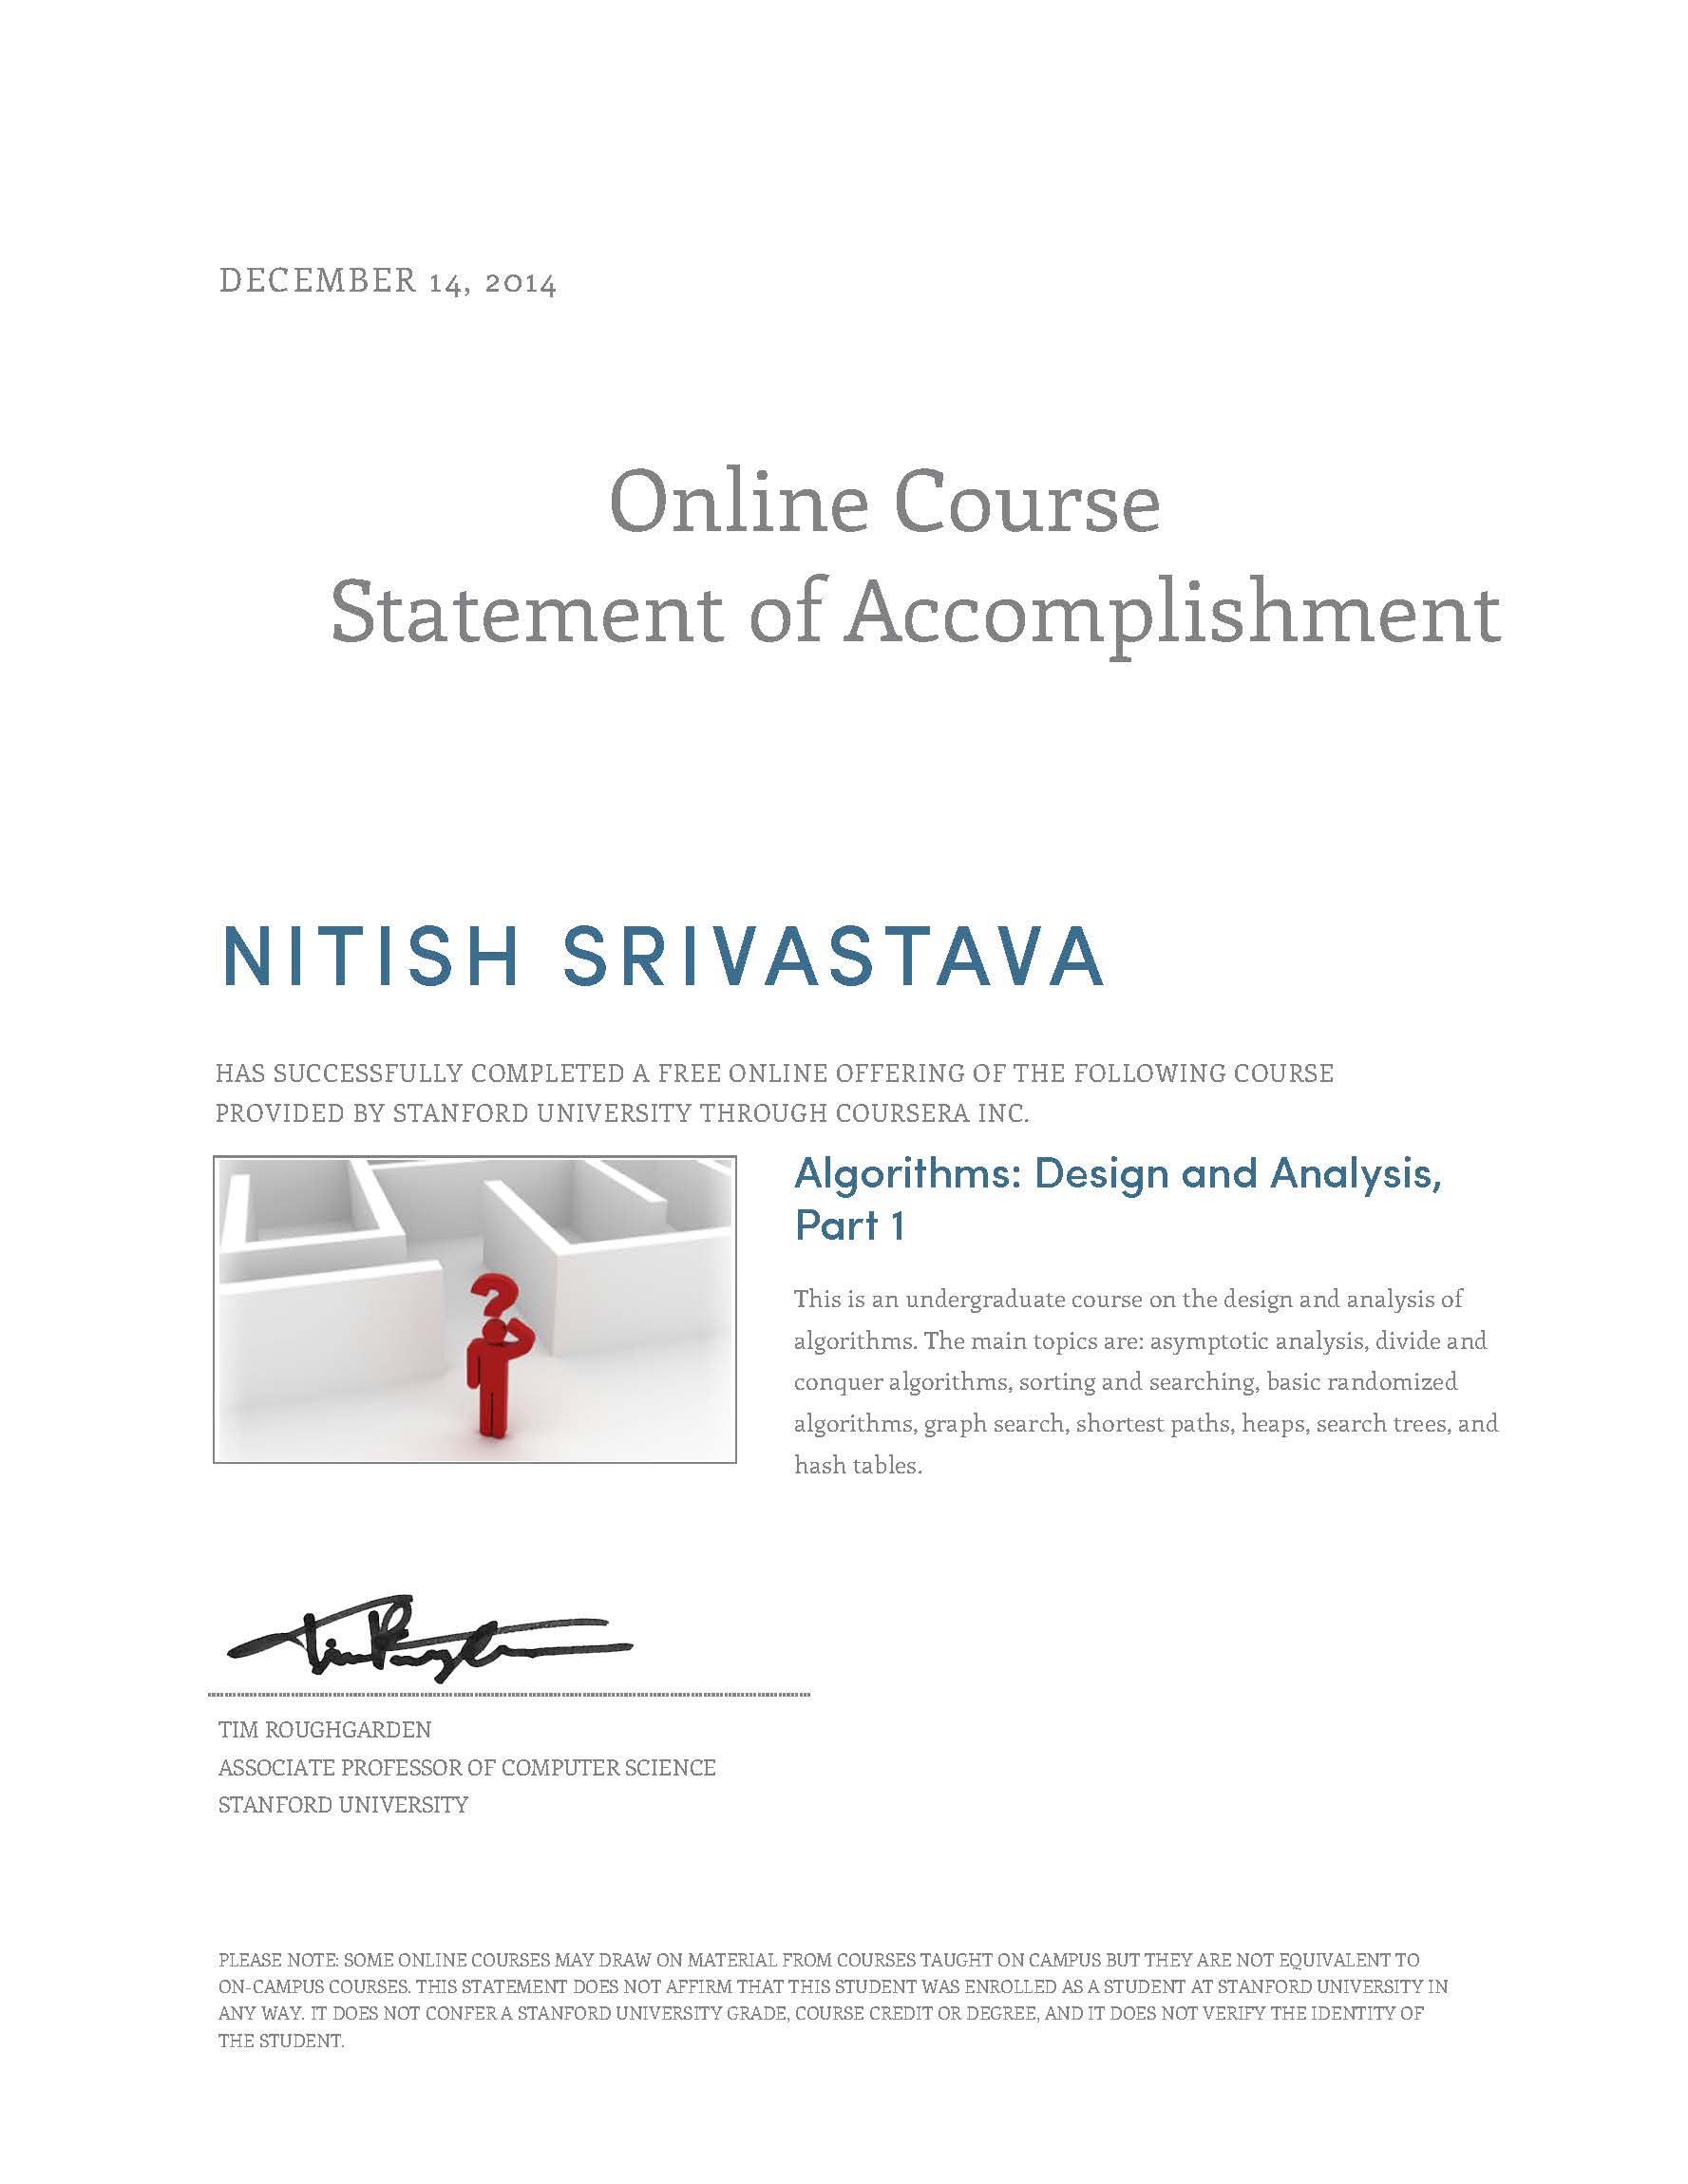 DECEMBER 14, 2014
Online Course
Statement of Accomplishment
NITISH SRIVASTAVA
HAS SUCCESSFULLY COMPLETED A FREE ONLINE OFFERING OF THE FOLLOWING COURSE
PROVIDED BY STANFORD UNIVERSITY THROUGH COURSERA INC.
Algorithms: Design and Analysis,
Part 1
This is an undergraduate course on the design and analysis of
algorithms. The main topics are: asymptotic analysis, divide and
conquer algorithms, sorting and searching, basic randomized
algorithms, graph search, shortest paths, heaps, search trees, and
hash tables.
TIM ROUGHGARDEN
ASSOCIATE PROFESSOR OF COMPUTER SCIENCE
STANFORD UNIVERSITY
PLEASE NOTE: SOME ONLINE COURSES MAY DRAW ON MATERIAL FROM COURSES TAUGHT ON CAMPUS BUT THEY ARE NOT EQUIVALENT TO
ON-CAMPUS COURSES. THIS STATEMENT DOES NOT AFFIRM THAT THIS STUDENT WAS ENROLLED AS A STUDENT AT STANFORD UNIVERSITY IN
ANY WAY. IT DOES NOT CONFER A STANFORD UNIVERSITY GRADE, COURSE CREDIT OR DEGREE, AND IT DOES NOT VERIFY THE IDENTITY OF
THE STUDENT.